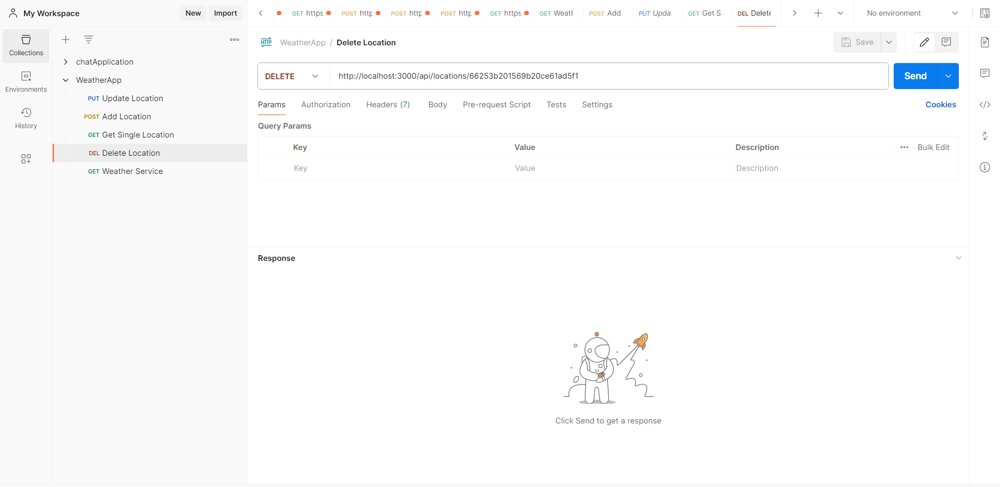 My Workspace
New
Import
GET https
POST http
POST http
POST http
GET https
GET Weath
POST Add
PUT Upda
GET Get S
DEL Delete
No environment
Collections
Environments
History
chatApplication
WeatherApp
PUT Update Location
POST Add Location
GET Get Single Location
DEL Delete Location
GET Weather Service
HTTP
WeatherApp / Delete Location
Save
DELETE
http://localhost:3000/api/locations/66253b201569b20ce61ad5f1
Send
Params
Authorization
Headers (7)
Body
Pre-request Script
Tests
Settings
Cookies
Query Params
Key
Value
Description
Bulk Edit
Key
Value
Description
Response
Click Send to get a response